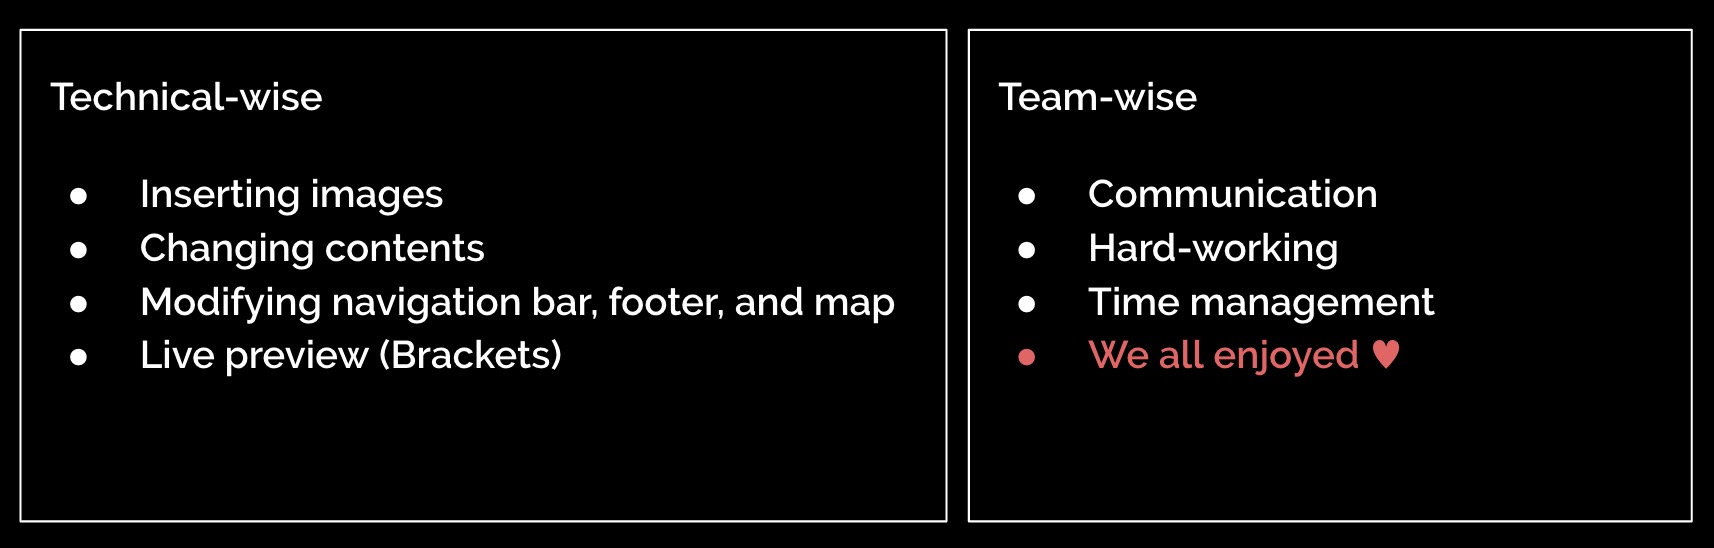 Technical-wise
● Inserting images
● Changing contents
● Modifying navigation bar, footer, and map
● Live preview (Brackets)
Team-wise
● Communication
● Hard-working
● Time management
● We all enjoyed ♥